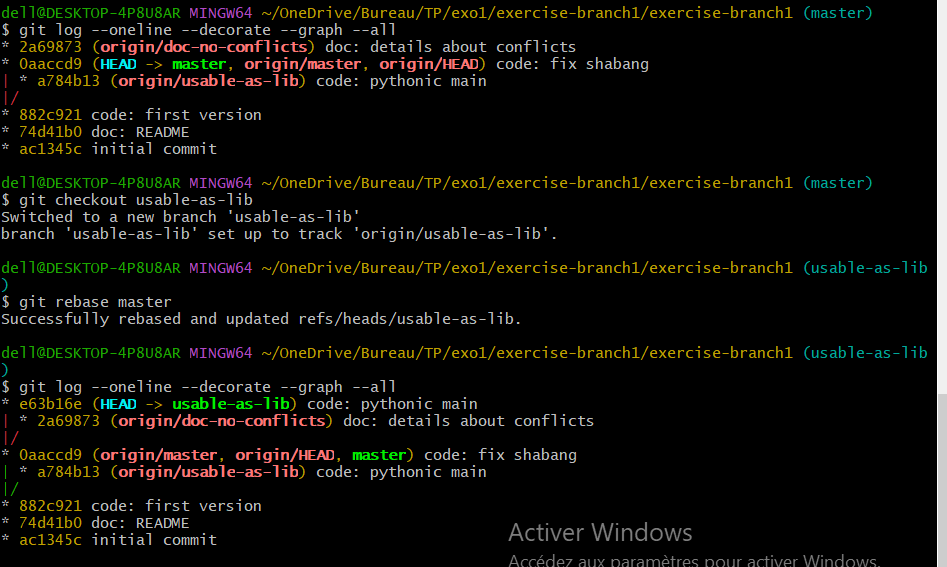 dell@DESKTOP-4P8U8AR MINGW64 ~/OneDrive/Bureau/TP/exo1/exercise-branch1/exercise-branch1 (master)
$ git log --oneline --decorate --graph --all
* 2a69873 (origin/doc-no-conflicts) doc: details about conflicts
* 0aaccd9 (HEAD -> master, origin/master, origin/HEAD) code: fix shabang
| * a784b13 (origin/usable-as-lib) code: pythonic main
|/
* 882c921 code: first version
* 74d41b0 doc: README
* ac1345c initial commit
dell@DESKTOP-4P8U8AR MINGW64 ~/OneDrive/Bureau/TP/exo1/exercise-branch1/exercise-branch1 (master)
$ git checkout usable-as-lib
Switched to a new branch 'usable-as-lib'
branch 'usable-as-lib' set up to track 'origin/usable-as-lib'.
dell@DESKTOP-4P8U8AR MINGW64 ~/OneDrive/Bureau/TP/exo1/exercise-branch1/exercise-branch1 (usable-as-lib
)
$ git rebase master
Successfully rebased and updated refs/heads/usable-as-lib.
dell@DESKTOP-4P8U8AR MINGW64 ~/OneDrive/Bureau/TP/exo1/exercise-branch1/exercise-branch1 (usable-as-lib
)
$ git log --oneline --decorate --graph --all
* e63b16e (HEAD -> usable-as-lib) code: pythonic main
| * 2a69873 (origin/doc-no-conflicts) doc: details about conflicts
|/
* 0aaccd9 (origin/master, origin/HEAD, master) code: fix shabang
| * a784b13 (origin/usable-as-lib) code: pythonic main
|/
* 882c921 code: first version
* 74d41b0 doc: README
* ac1345c initial commit
Activer Windows
Accédez aux paramètres pour activer Windows.